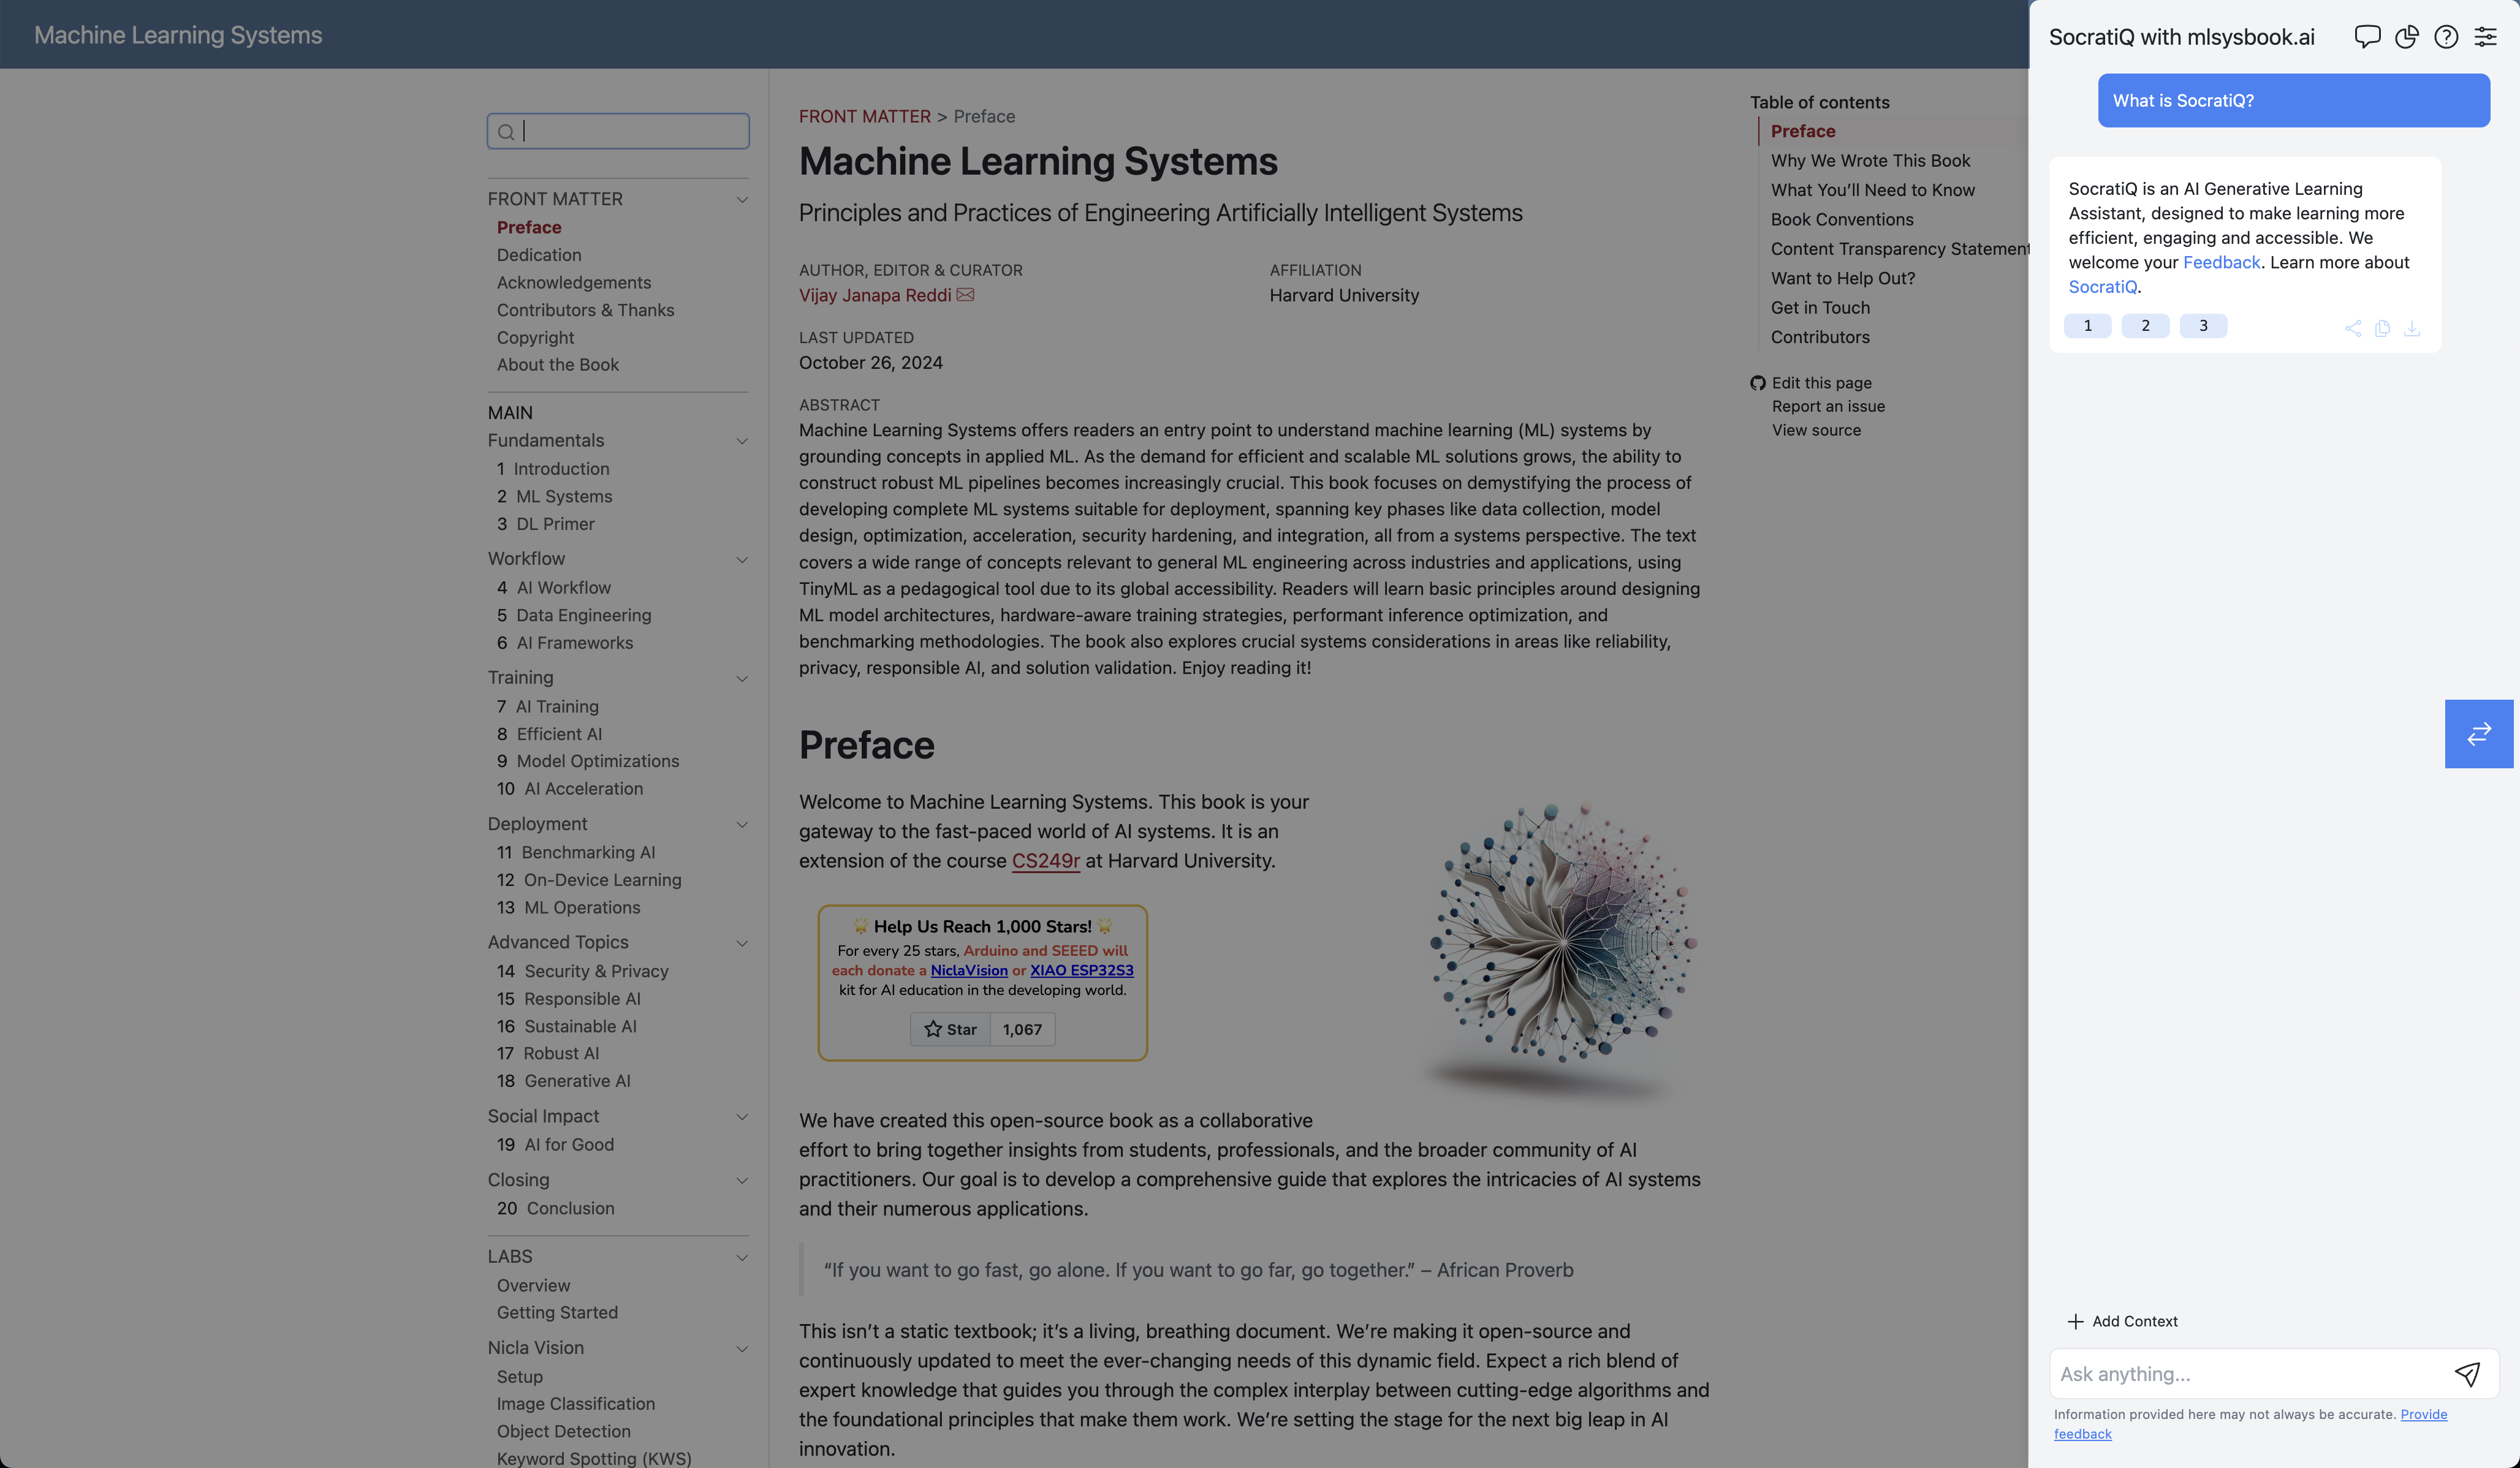 Machine Learning Systems
FRONT MATTER
Preface
Dedication
Acknowledgements
Contributors & Thanks
Copyright
About the Book
MAIN
Fundamentals
1 Introduction
2 ML Systems
3 DL Primer
Workflow
4 AI Workflow
5 Data Engineering
6 AI Frameworks
Training
7 AI Training
8 Efficient AI
9 Model Optimizations
10 AI Acceleration
Deployment
11 Benchmarking AI
12 On-Device Learning
13 ML Operations
Advanced Topics
14 Security & Privacy
15 Responsible AI
16 Sustainable AI
17 Robust AI
18 Generative AI
Social Impact
19 AI for Good
Closing
20 Conclusion
LABS
Overview
Getting Started
Nicla Vision
Setup
Image Classification
Object Detection
Keyword Spotting (KWS)
FRONT MATTER > Preface
Machine Learning Systems
Principles and Practices of Engineering Artificially Intelligent Systems
AUTHOR, EDITOR & CURATOR
Vijay Janapa Reddi
AFFILIATION
Harvard University
LAST UPDATED
October 26, 2024
ABSTRACT
Machine Learning Systems offers readers an entry point to understand machine learning (ML) systems by
grounding concepts in applied ML. As the demand for efficient and scalable ML solutions grows, the ability to
construct robust ML pipelines becomes increasingly crucial. This book focuses on demystifying the process of
developing complete ML systems suitable for deployment, spanning key phases like data collection, model
design, optimization, acceleration, security hardening, and integration, all from a systems perspective. The text
covers a wide range of concepts relevant to general ML engineering across industries and applications, using
TinyML as a pedagogical tool due to its global accessibility. Readers will learn basic principles around designing
ML model architectures, hardware-aware training strategies, performant inference optimization, and
benchmarking methodologies. The book also explores crucial systems considerations in areas like reliability,
privacy, responsible AI, and solution validation. Enjoy reading it!
Preface
Welcome to Machine Learning Systems. This book is your
gateway to the fast-paced world of AI systems. It is an
extension of the course CS249r at Harvard University.
🌟 Help Us Reach 1,000 Stars! 🌟
For every 25 stars, Arduino and SEEED will
each donate a NiclaVision or XIAO ESP32S3
kit for AI education in the developing world.
Star 1,067
We have created this open-source book as a collaborative
effort to bring together insights from students, professionals, and the broader community of AI
practitioners. Our goal is to develop a comprehensive guide that explores the intricacies of AI systems
and their numerous applications.
“If you want to go fast, go alone. If you want to go far, go together.” – African Proverb
This isn’t a static textbook; it’s a living, breathing document. We’re making it open-source and
continuously updated to meet the ever-changing needs of this dynamic field. Expect a rich blend of
expert knowledge that guides you through the complex interplay between cutting-edge algorithms and
the foundational principles that make them work. We’re setting the stage for the next big leap in AI
innovation.
Table of contents
Preface
Why We Wrote This Book
What You’ll Need to Know
Book Conventions
Content Transparency Statement
Want to Help Out?
Get in Touch
Contributors
Edit this page
Report an issue
View source
SocratiQ with mlsysbook.ai
What is SocratiQ?
SocratiQ is an AI Generative Learning
Assistant, designed to make learning more
efficient, engaging and accessible. We
welcome your Feedback. Learn more about
SocratiQ.
1 2 3
Add Context
Ask anything...
Information provided here may not always be accurate. Provide
feedback